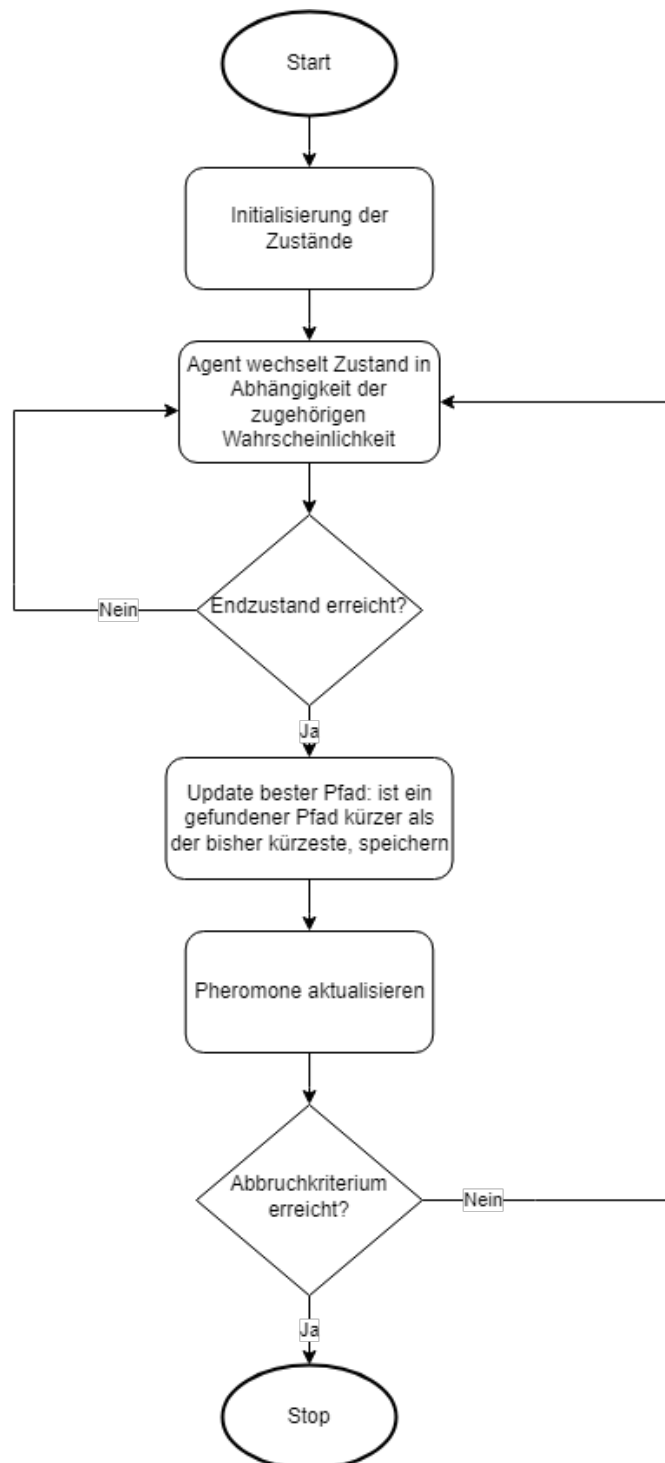 Start
Initialisierung der
Zustände
Agent wechselt Zustand in
Abhängigkeit der
zugehörigen
Wahrscheinlichkeit
Endzustand erreicht?
Nein
Ja
Update bester Pfad: ist ein
gefundener Pfad kürzer als
der bisher kürzeste, speichern
Pheromone aktualisieren
Abbruchkriterium
erreicht?
Nein
Ja
Stop